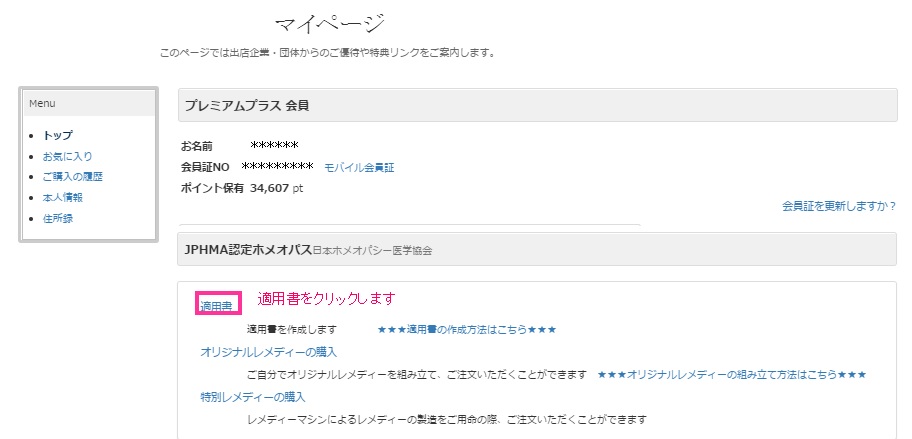 マイページ
このページでは出店企業・団体からのご優待や特典リンクをご案内します。
Menu
トップ
お気に入り
ご購入の履歴
本人情報
住所録
プレミアムプラス 会員
お名前 ******
会員証NO ********* モバイル会員証
ポイント保有 34,607 pt
会員証を更新しますか？
JPHMA認定ホメオパス日本ホメオパシー医学協会
適用書 適用書をクリックします
適用書を作成します ★★★適用書の作成方法はこちら★★★
オリジナルレメディーの購入
ご自分でオリジナルレメディーを組み立て、ご注文いただくことができます ★★★オリジナルレメディーの組み立て方法はこちら★★★
特別レメディーの購入
レメディーマシンによるレメディーの製造をご用命の際、ご注文いただくことができます